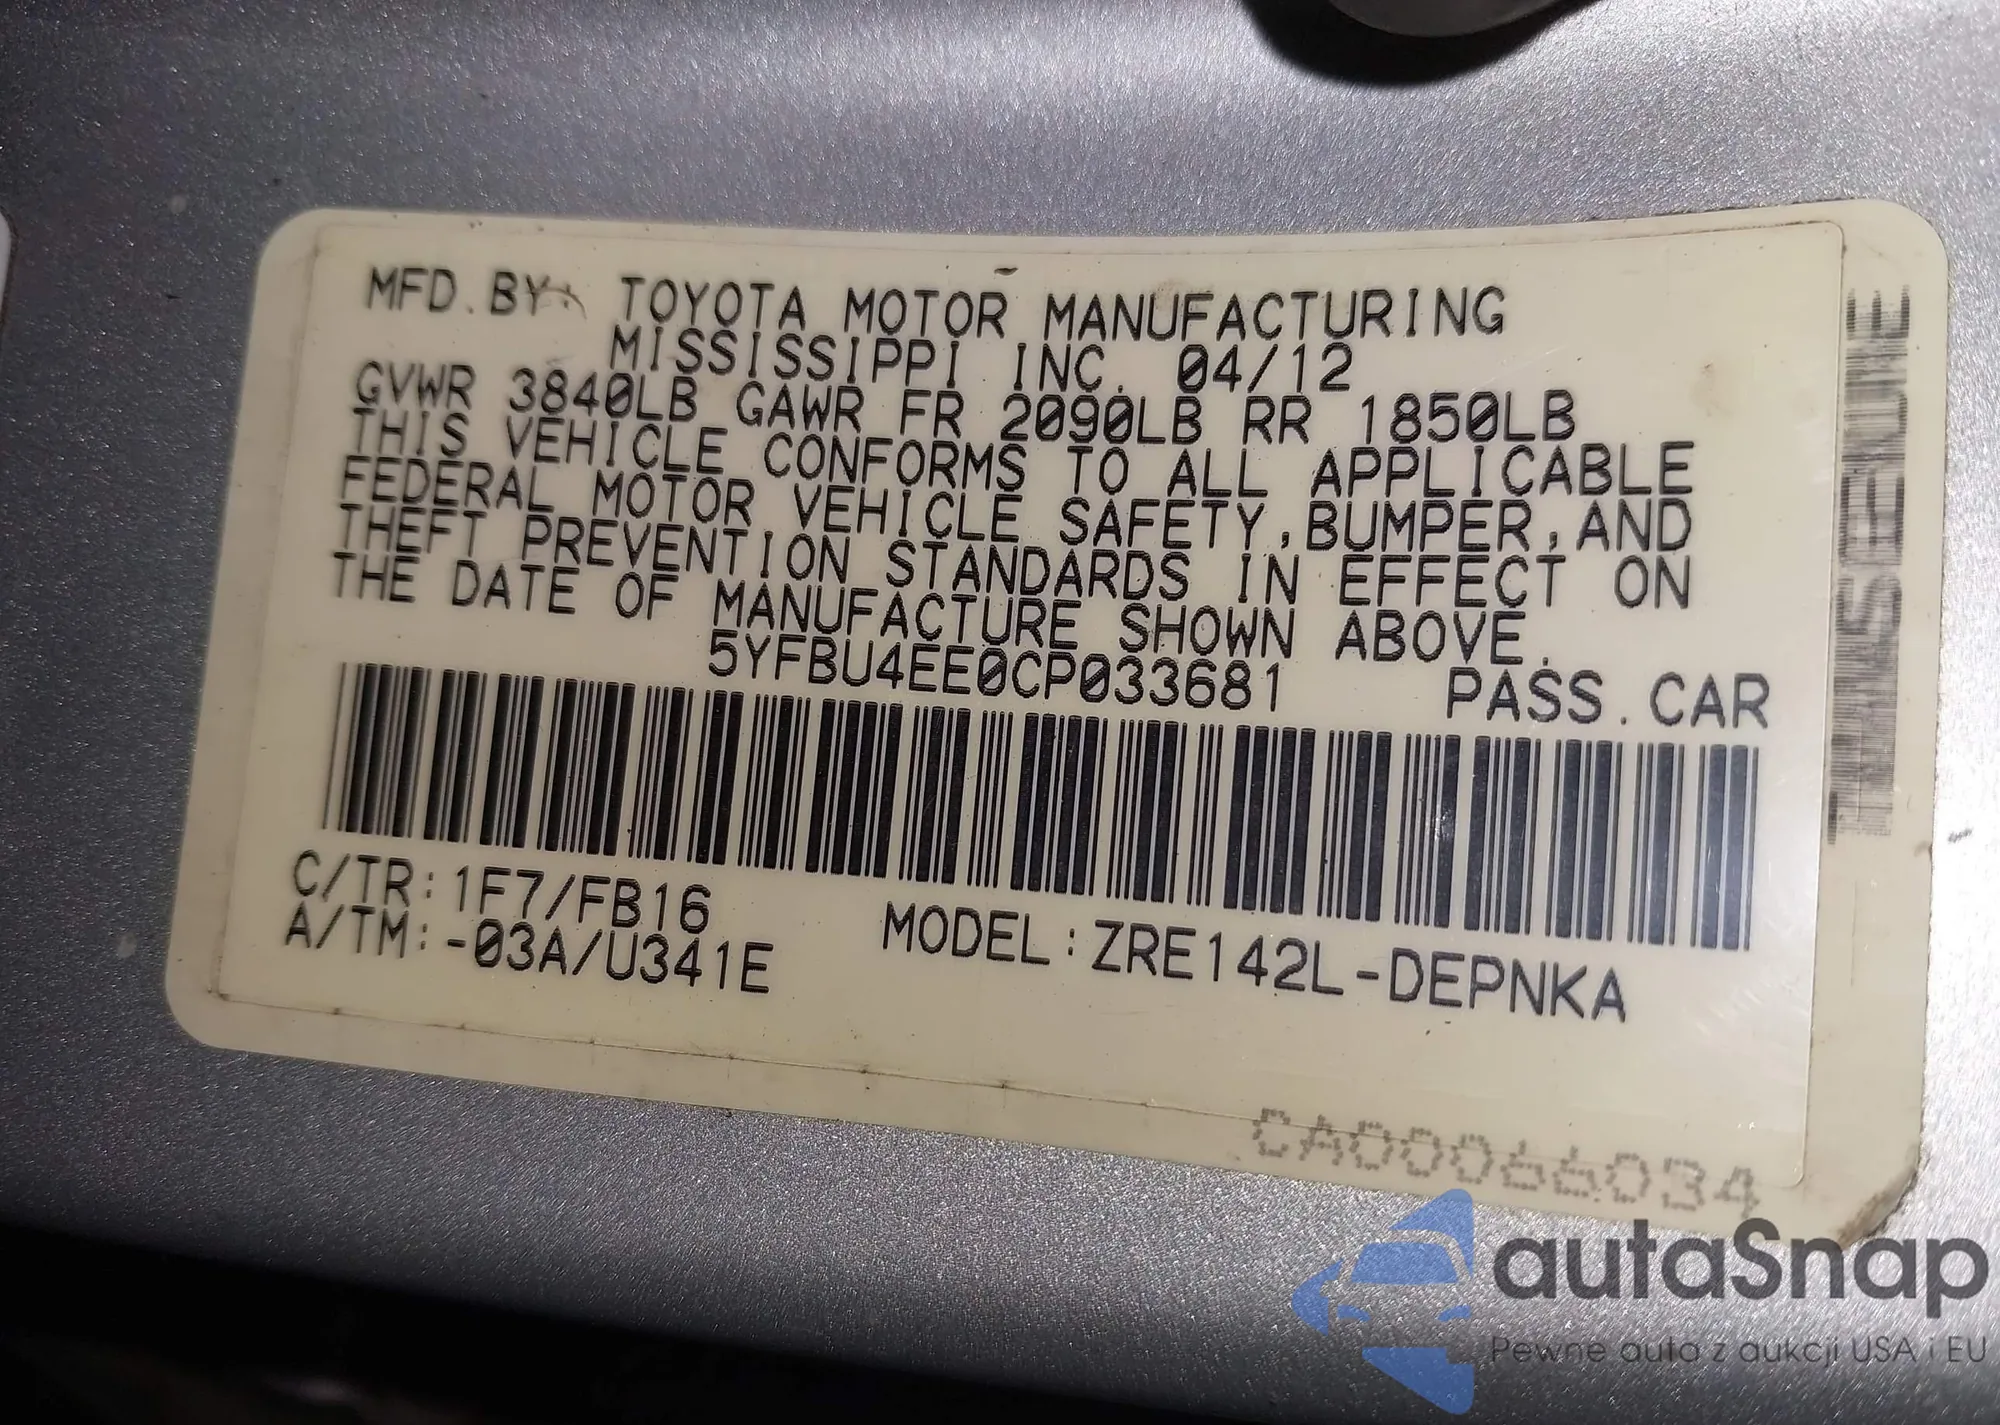 MFD.BY: TOYOTA MOTOR MANUFACTURING
MISSISSIPPI INC. 04/12
GVWR 3840LB GAWR FR 2090LB RR 1850LB
THIS VEHICLE CONFORMS TO ALL APPLICABLE
FEDERAL MOTOR VEHICLE SAFETY,BUMPER,AND
THEFT PREVENTION STANDARDS IN EFFECT ON
THE DATE OF MANUFACTURE SHOWN ABOVE.
5YFBU4EE0CP033681 PASS.CAR
C/TR:1F7/FB16
A/TM:-03A/U341E MODEL:ZRE142L-DEPNKA
CA00066034
autaSnap
Pewne auta z aukcji USA i EU